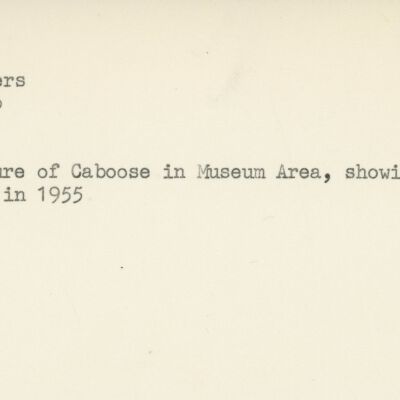 ers
ure of Caboose in Museum Area, showi
in 1955